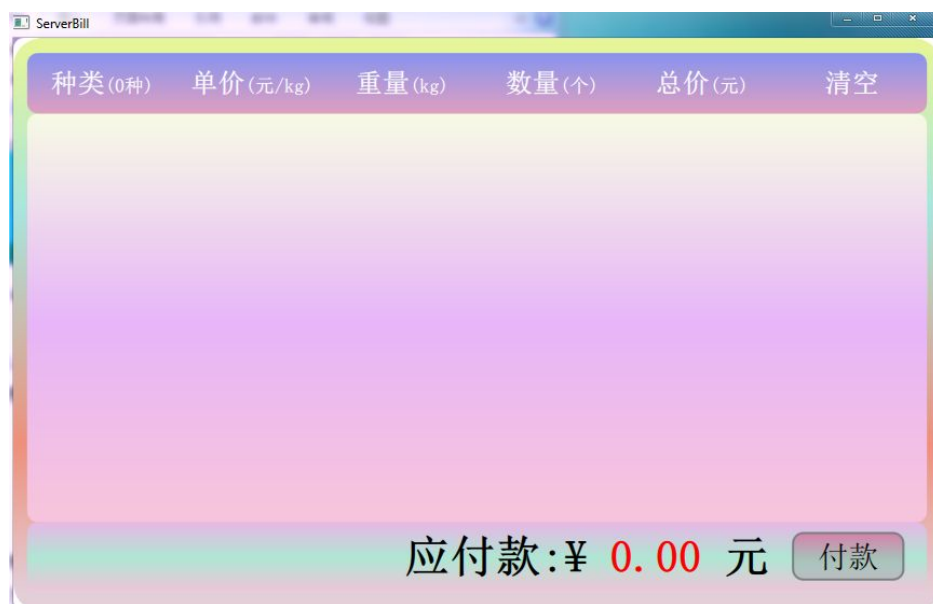 ServerBill
种类(0种) 单价(元/kg) 重量(kg) 数量(个) 总价(元) 清空
应付款:¥ 0.00 元 付款